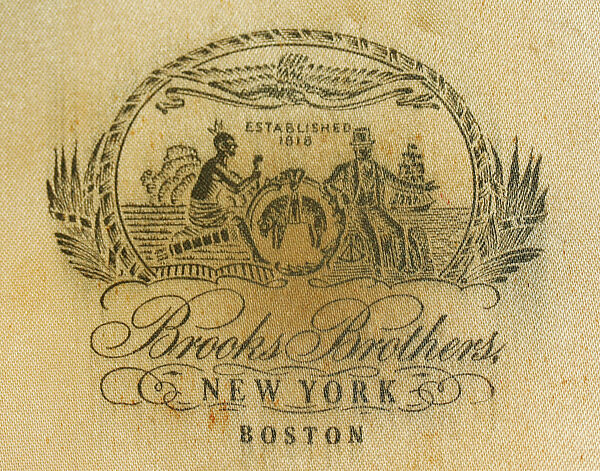 ESTABLISHED
1818
Brooks Brothers,
NEW YORK
BOSTON